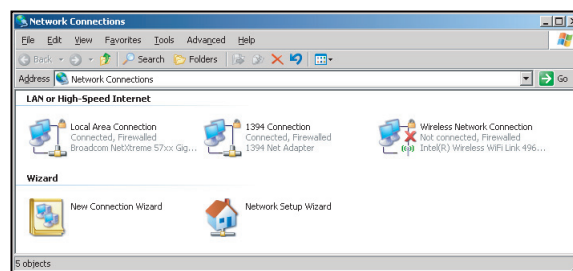 Network Connections
File Edit View Favorites Tools Advanced Help
Back Search Folders
Address Network Connections Go
LAN or High-Speed Internet
Local Area Connection
Connected, Firewalled
Broadcom NetXtreme 57xx Gig...
1394 Connection
Connected, Firewalled
1394 Net Adapter
Wireless Network Connection
Not connected, Firewalled
Intel(R) Wireless WiFi Link 496...
Wizard
New Connection Wizard
Network Setup Wizard
5 objects